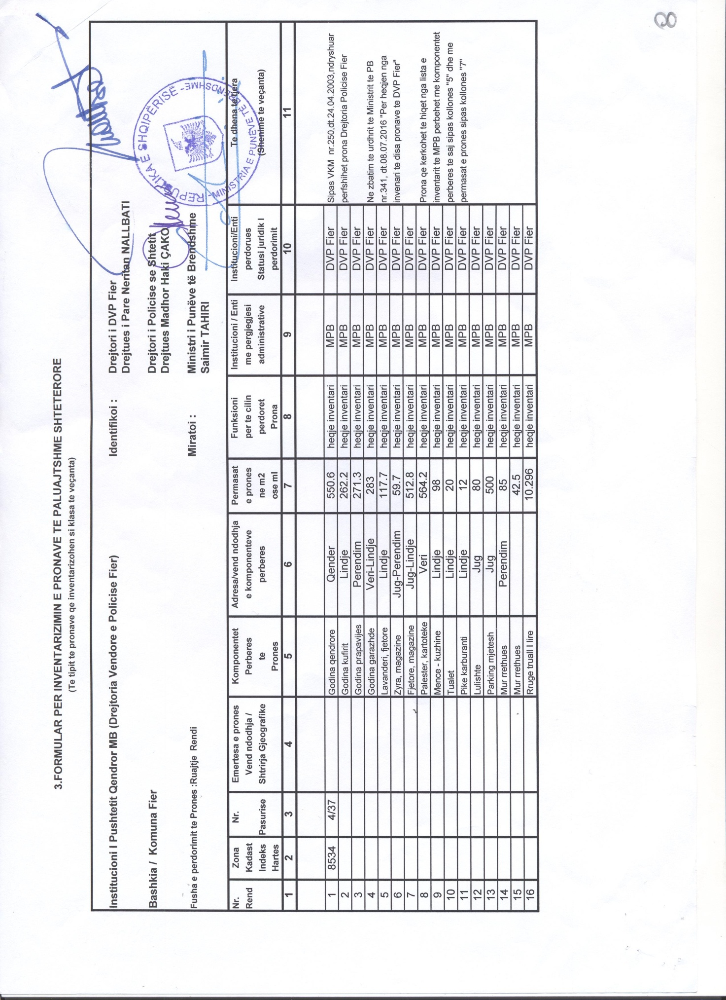 3.FORMULAR PER INVENTARIZIMIN E PRONAVE TE PALUAJTSHME SHTETERORE
(Te tipit te pronave qe inventarizohen si klasa te veçanta)
Institucioni I Pushtetit Qendror MB (Drejtoria Vendore e Policise Fier)
Identifikoi :
Drejtori i DVP Fier
Drejtues i Pare Neritan NALLBATI
Bashkia / Komuna Fier
Drejtori i Policise se Shtetit
Drejtues Madhor Haki ÇAKO
Fusha e perdorimit te Prones :Ruajtje Rendi
Miratoi :
Ministri i Punëve të Brendshme
Saimir TAHIRI
REPUBLIKA E SHQIPËRISË - MINISTRIA E PUNËVE TË BRENDSHME -
Nr. Rend
Zona Kadast Indeks Hartes
Nr. Pasurise
Emertesa e prones Vend ndodhja / Shtrirja Gjeografike
Komponentet Perberes te Prones
Adresa/vend ndodhja e komponenteve perberes
Permasat e prones ne m2 ose ml
Funksioni per te cilin perdoret Prona
Institucioni / Enti me pergjegjesi administrative
Institucioni/Enti perdorues Statusi juridik I perdorimit
Te dhena te tjera (Shenime te veçanta)
1 2 3 4 5 6 7 8 9 10 11
1 8534 4/37 Godina qendrore Qender 550.6 heqje inventari MPB DVP Fier
2 Godina kufirit Lindje 262.2 heqje inventari MPB DVP Fier
3 Godina prapavijes Perendim 271.3 heqje inventari MPB DVP Fier
4 Godina garazhde Veri-Lindje 283 heqje inventari MPB DVP Fier
5 Lavanderi, fjetore Lindje 117.7 heqje inventari MPB DVP Fier
6 Zyra, magazine Jug-Perendim 59.7 heqje inventari MPB DVP Fier
7 Fjetore, magazine Jug-Lindje 512.8 heqje inventari MPB DVP Fier
8 Palester, kartoteke Veri 564.2 heqje inventari MPB DVP Fier
9 Mence - kuzhine Lindje 98 heqje inventari MPB DVP Fier
10 Tualet Lindje 20 heqje inventari MPB DVP Fier
11 Pike karburanti Lindje 12 heqje inventari MPB DVP Fier
12 Lulishte Jug 80 heqje inventari MPB DVP Fier
13 Parking mjetesh Jug 500 heqje inventari MPB DVP Fier
14 Mur rrethues Perendim 85 heqje inventari MPB DVP Fier
15 Mur rrethues 42.5 heqje inventari MPB DVP Fier
16 Rruge truall I lire 10.296 heqje inventari MPB DVP Fier
Sipas VKM nr.250,dt.24.04.2003,ndryshuar
perfshihet prona Drejtoria Policise Fier
Ne zbatim te urdhrit te Ministrit te PB
nr.341, dt.08.07.2016 "Per heqjen nga
invenari te disa pronave te DVP Fier"
Prona qe kerkohet te hiqet nga lista e
inventarit te MPB perbehet me komponentet
perberes te saj sipas kollones "5" dhe me
permasat e prones sipas kollones "7"
8